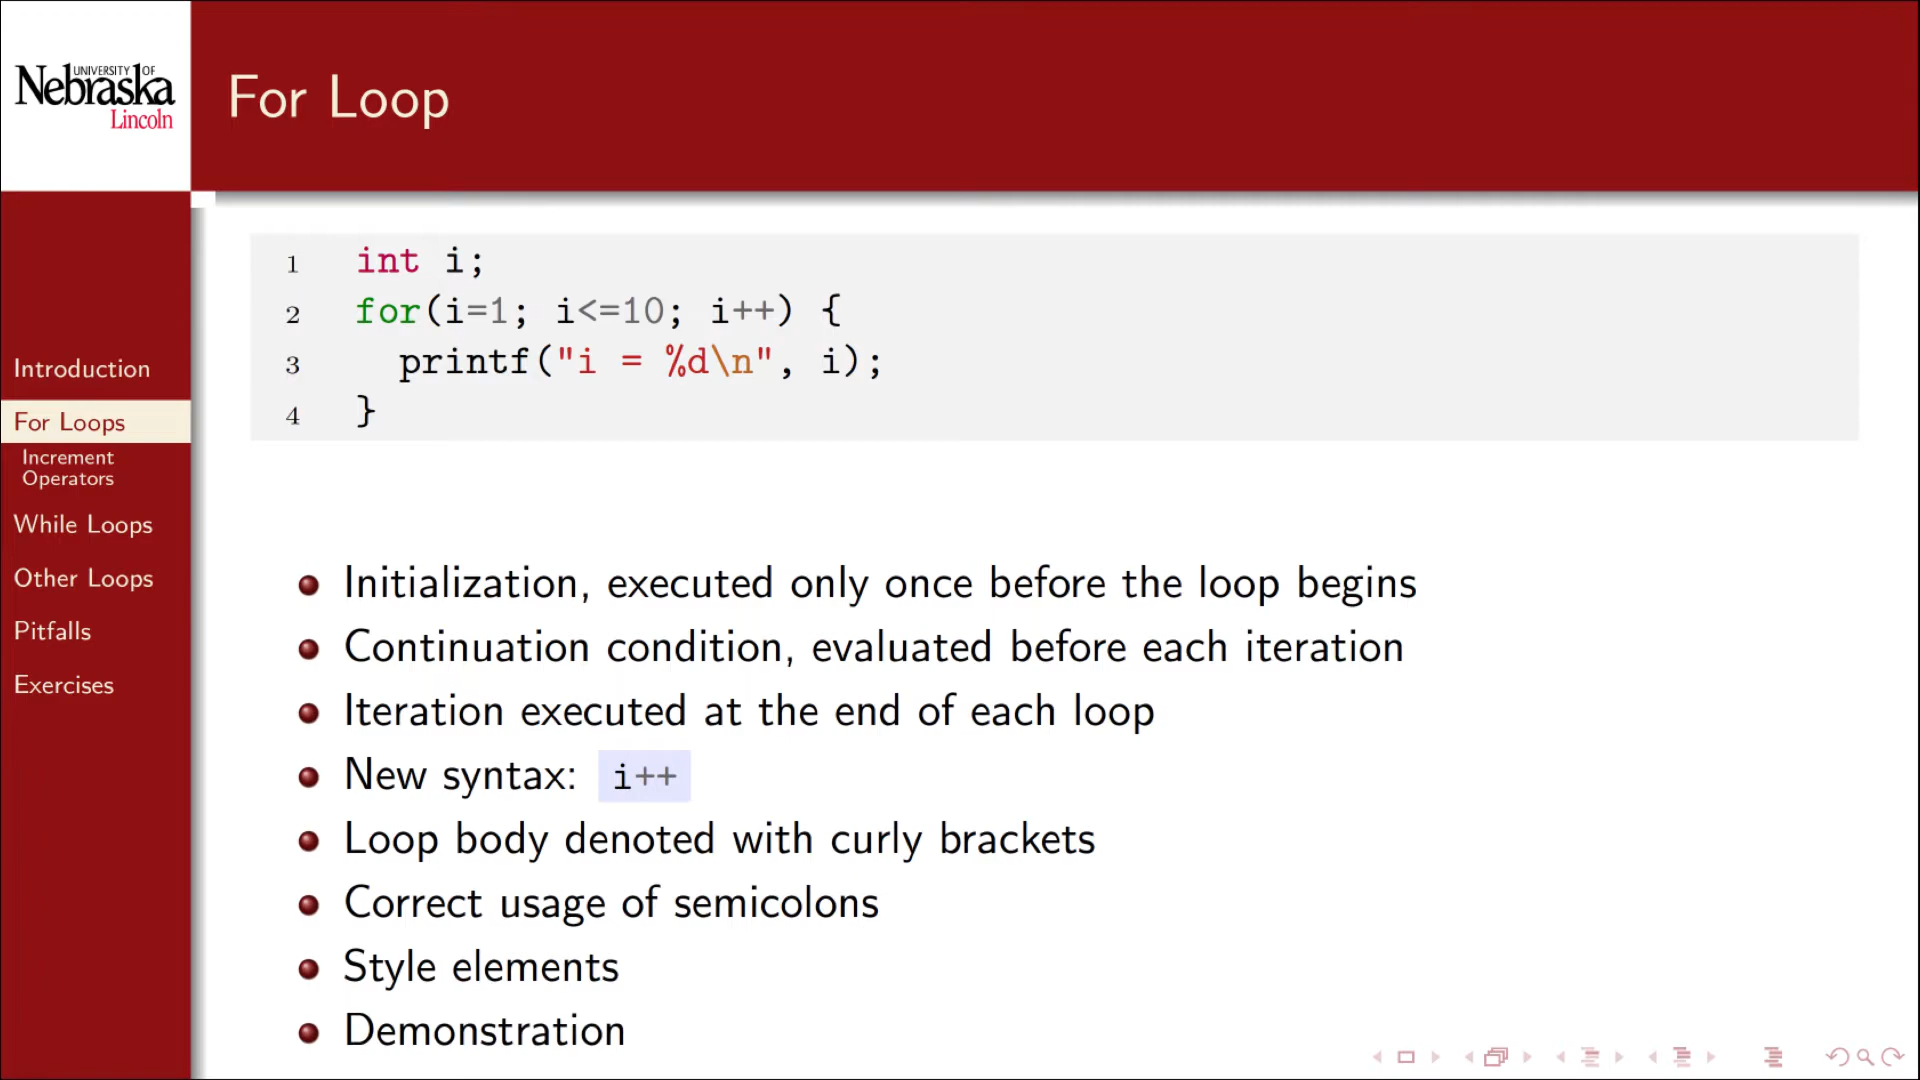 UNIVERSITY OF
Nebraska
Lincoln
For Loop
Introduction
For Loops
Increment
Operators
While Loops
Other Loops
Pitfalls
Exercises
1 int i;
2 for(i=1; i<=10; i++) {
3   printf("i = %d\n", i);
4 }
Initialization, executed only once before the loop begins
Continuation condition, evaluated before each iteration
Iteration executed at the end of each loop
New syntax: i++
Loop body denoted with curly brackets
Correct usage of semicolons
Style elements
Demonstration